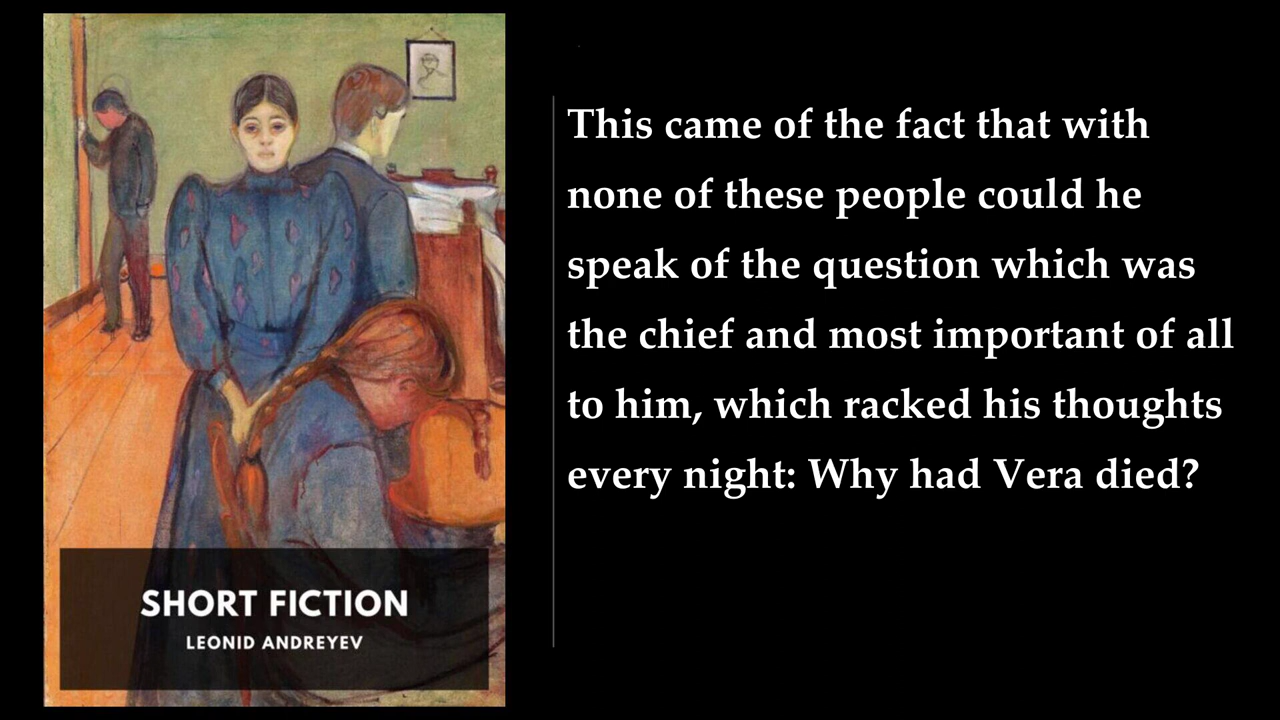 SHORT FICTION
LEONID ANDREYEV
This came of the fact that with
none of these people could he
speak of the question which was
the chief and most important of all
to him, which racked his thoughts
every night: Why had Vera died?